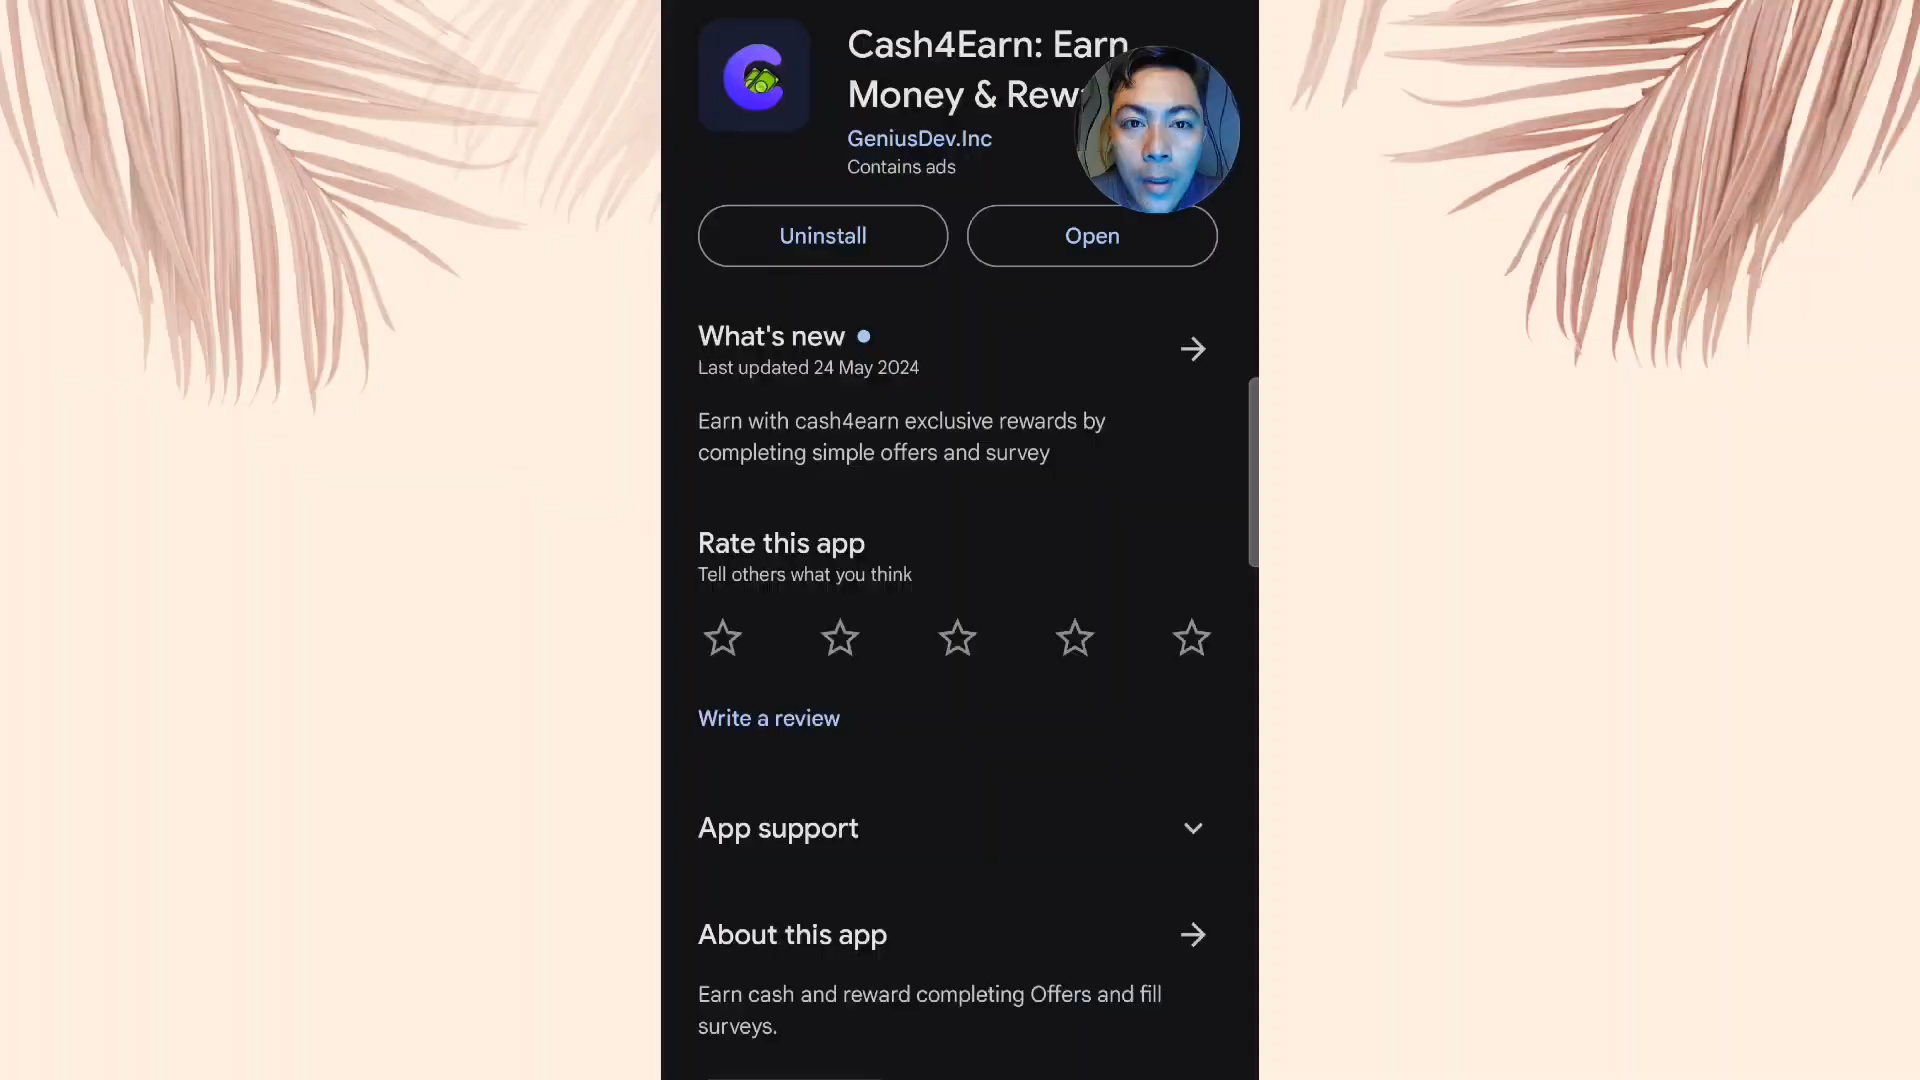 Cash4Earn: Earn
Money & Rew
GeniusDev.Inc
Contains ads
Uninstall
Open
What's new
Last updated 24 May 2024
Earn with cash4earn exclusive rewards by
completing simple offers and survey
Rate this app
Tell others what you think
Write a review
App support
About this app
Earn cash and reward completing Offers and fill
surveys.